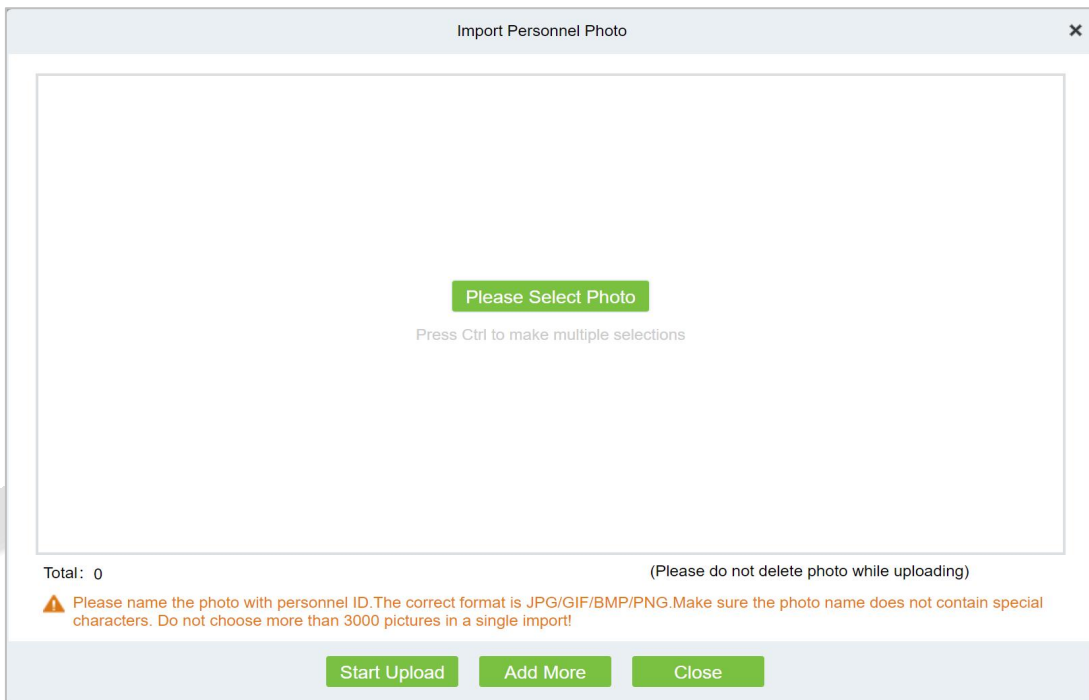 Import Personnel Photo
Please Select Photo
Press Ctrl to make multiple selections
Total: 0
(Please do not delete photo while uploading)
Please name the photo with personnel ID.The correct format is JPG/GIF/BMP/PNG.Make sure the photo name does not contain special
characters. Do not choose more than 3000 pictures in a single import!
Start Upload
Add More
Close